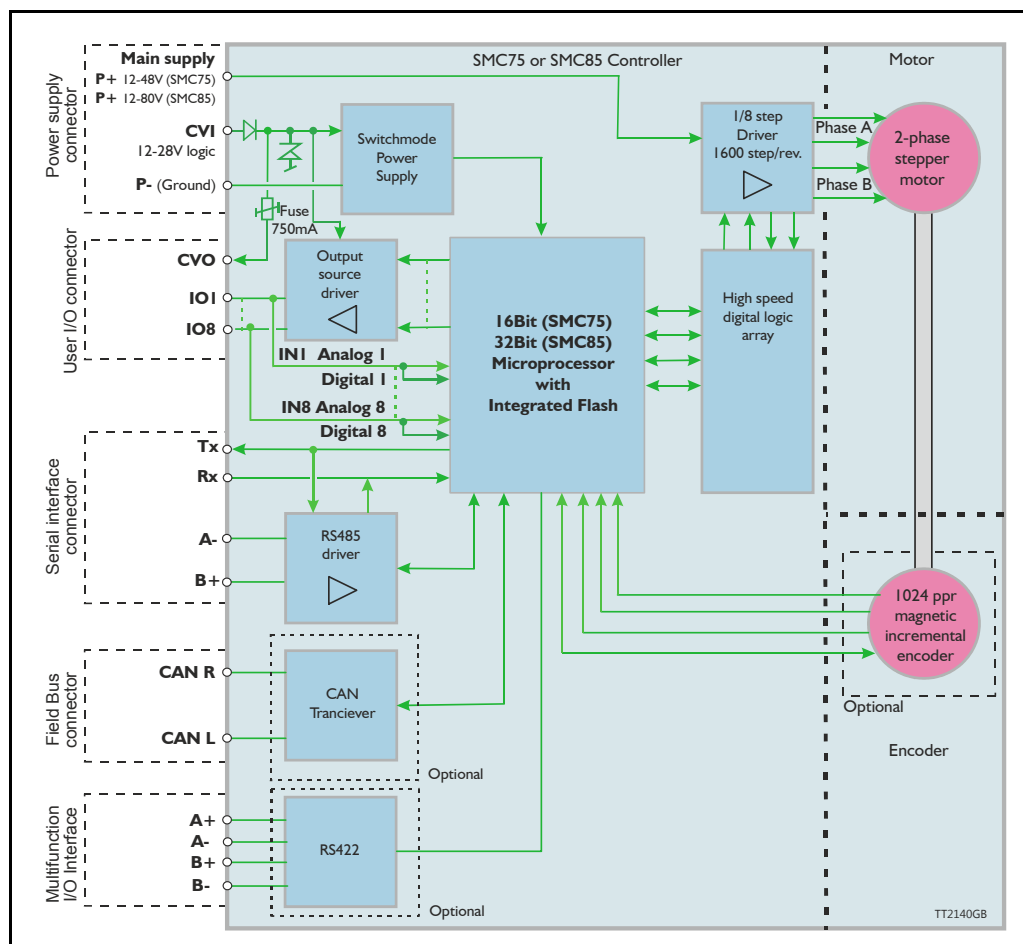 Power supply
connector
Main supply
P+ 12-48V (SMC75)
P+ 12-80V (SMC85)
CVI
12-28V logic
P- (Ground)
SMC75 or SMC85 Controller
Motor
Switchmode
Power
Supply
Fuse
750mA
1/8 step
Driver
1600 step/rev.
Phase A
Phase B
2-phase
stepper
motor
User I/O connector
CVO
IO1
IO8
Output
source
driver
IN1 Analog 1
Digital 1
IN8 Analog 8
Digital 8
16Bit (SMC75)
32Bit (SMC85)
Microprocessor
with
Integrated Flash
High speed
digital logic
array
Serial interface
connector
Tx
Rx
A-
B+
RS485
driver
1024 ppr
magnetic
incremental
encoder
Optional
Encoder
Field Bus
connector
CAN R
CAN L
CAN
Tranciever
Optional
Multifunction
I/O Interface
A+
A-
B+
B-
RS422
Optional
TT2140GB